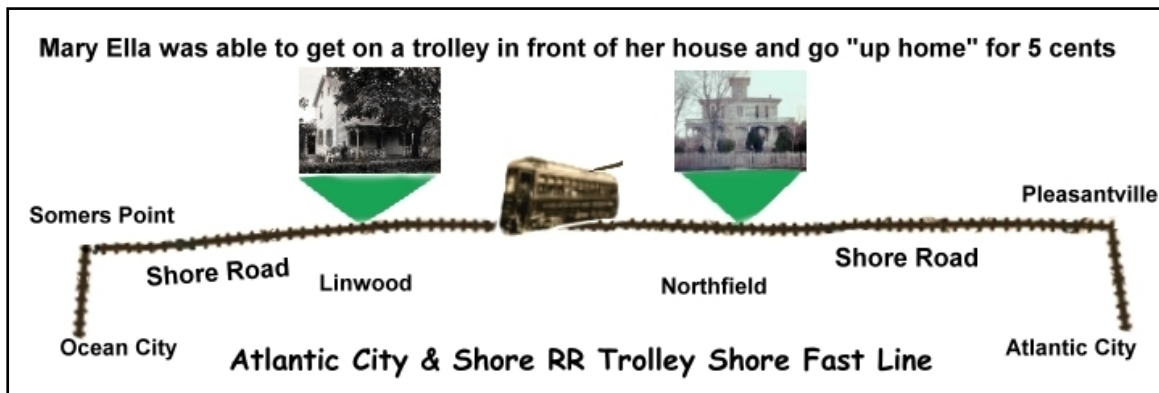 Mary Ella was able to get on a trolley in front of her house and go "up home" for 5 cents
Somers Point
Pleasantville
Shore Road
Shore Road
Linwood
Northfield
Ocean City
Atlantic City
Atlantic City & Shore RR Trolley Shore Fast Line